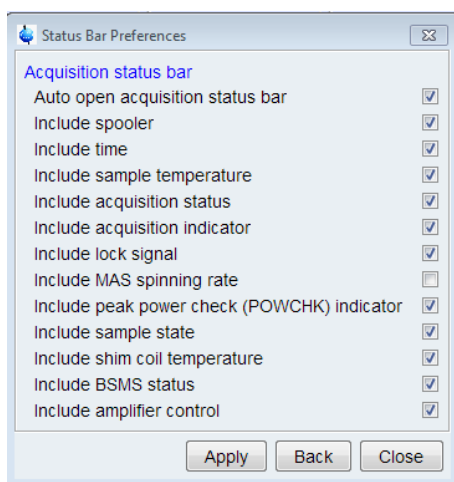 Status Bar Preferences
Acquisition status bar
Auto open acquisition status bar
Include spooler
Include time
Include sample temperature
Include acquisition status
Include acquisition indicator
Include lock signal
Include MAS spinning rate
Include peak power check (POWCHK) indicator
Include sample state
Include shim coil temperature
Include BSMS status
Include amplifier control
Apply Back Close